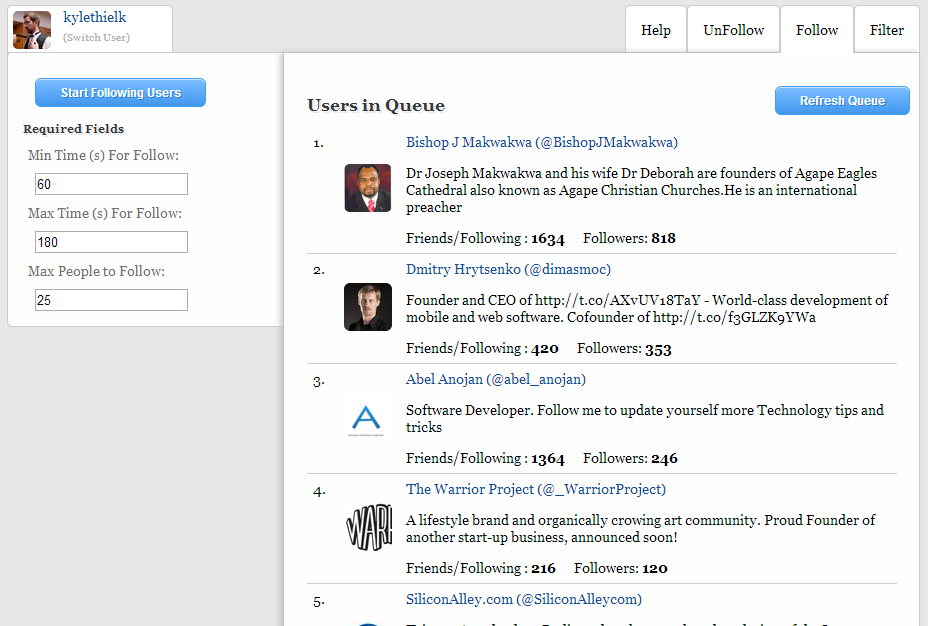 kylethielk
(Switch User)
Help
UnFollow
Follow
Filter
Start Following Users
Required Fields
Min Time (s) For Follow:
60
Max Time (s) For Follow:
180
Max People to Follow:
25
Users in Queue
Refresh Queue
1.
Bishop J Makwakwa (@BishopJMakwakwa)
Dr Joseph Makwakwa and his wife Dr Deborah are founders of Agape Eagles
Cathedral also known as Agape Christian Churches.He is an international
preacher
Friends/Following : 1634 Followers: 818
2.
Dmitry Hrytsenko (@dimasmoc)
Founder and CEO of http://t.co/AXvUV18TaY - World-class development of
mobile and web software. Cofounder of http://t.co/f3GLZK9YWa
Friends/Following : 420 Followers: 353
3.
Abel Anojan (@abel_anojan)
Software Developer. Follow me to update yourself more Technology tips and
tricks
Friends/Following : 1364 Followers: 246
4.
The Warrior Project (@_WarriorProject)
WAR
A lifestyle brand and organically crowing art community. Proud Founder of
another start-up business, announced soon!
Friends/Following : 216 Followers: 120
5.
SiliconAlley.com (@SiliconAlleycom)